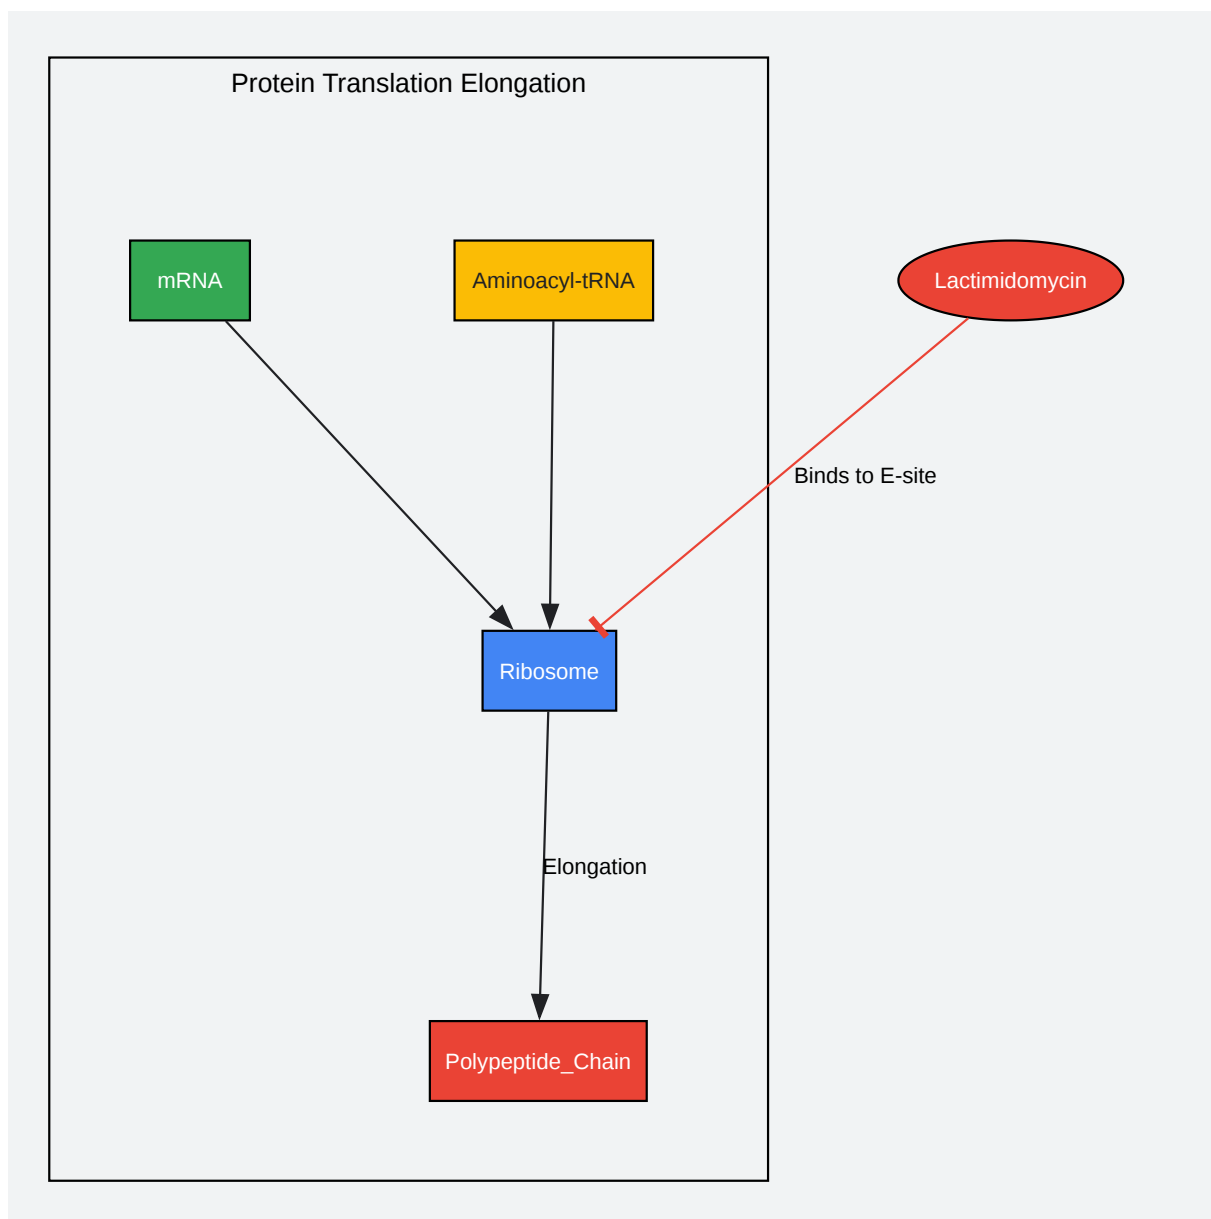 Protein Translation Elongation
mRNA
Aminoacyl-tRNA
Lactimidomycin
Binds to E-site
Ribosome
Elongation
Polypeptide_Chain